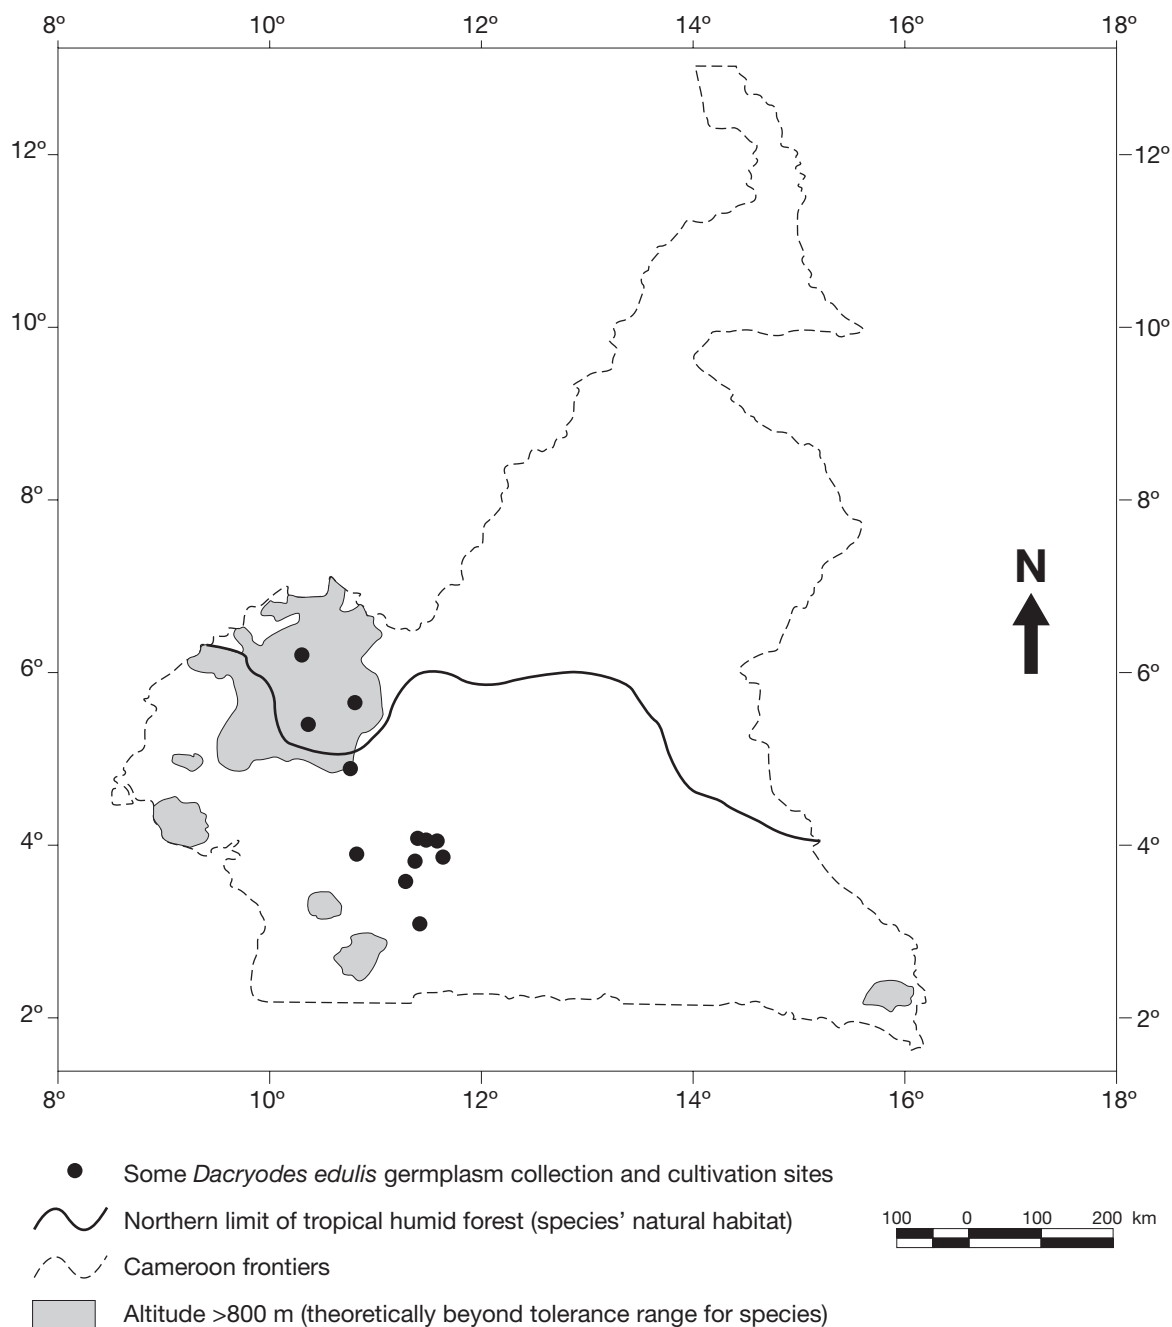 8º 10º 12º 14º 16º 18º
12º 12º
10º 10º
8º 8º
N
6º 6º
4º 4º
2º 2º
8º 10º 12º 14º 16º 18º
Some Dacryodes edulis germplasm collection and cultivation sites
Northern limit of tropical humid forest (species’ natural habitat)
100 0 100 200 km
Cameroon frontiers
Altitude >800 m (theoretically beyond tolerance range for species)